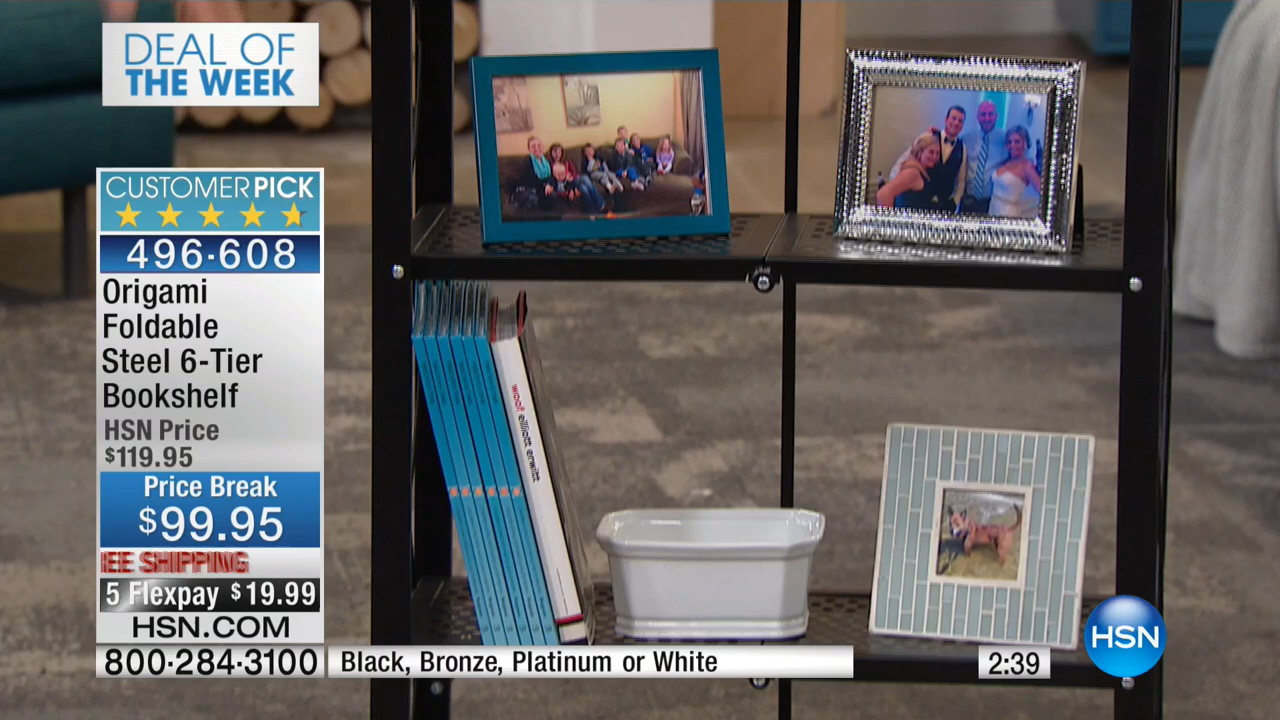 DEAL OF
THE WEEK
CUSTOMER PICK
496-608
Origami
Foldable
Steel 6-Tier
Bookshelf
HSN Price
$119.95
Price Break
$99.95
EE SHIPPING
5 Flexpay $19.99
HSN.COM
800-284-3100
Black, Bronze, Platinum or White
2:39
HSN
elliott erwitt